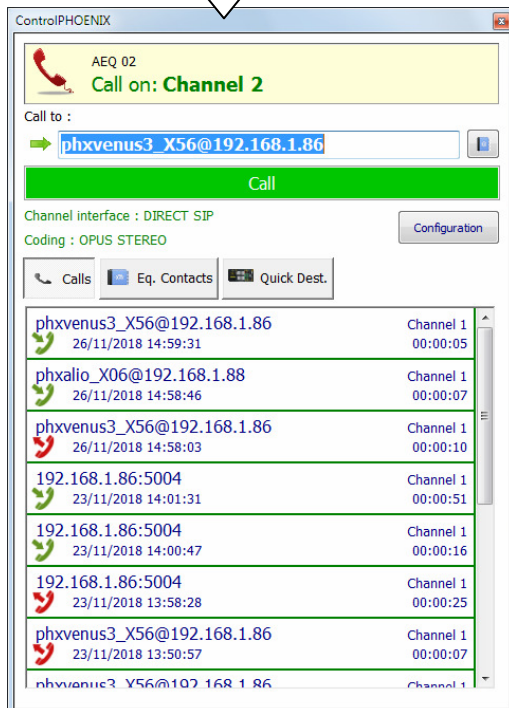 ControlPHOENIX
AEQ 02
Call on: Channel 2
Call to :
phxvenus3_X56@192.168.1.86
Call
Channel interface : DIRECT SIP
Coding : OPUS STEREO
Configuration
Calls Eq. Contacts Quick Dest.
phxvenus3_X56@192.168.1.86 Channel 1
26/11/2018 14:59:31 00:00:05
phxalio_X06@192.168.1.88 Channel 1
26/11/2018 14:58:46 00:00:07
phxvenus3_X56@192.168.1.86 Channel 1
26/11/2018 14:58:03 00:00:10
192.168.1.86:5004 Channel 1
23/11/2018 14:01:31 00:00:51
192.168.1.86:5004 Channel 1
23/11/2018 14:00:47 00:00:16
192.168.1.86:5004 Channel 1
23/11/2018 13:58:28 00:00:25
phxvenus3_X56@192.168.1.86 Channel 1
23/11/2018 13:50:57 00:00:07
phxvenus3_X56@192.168.1.86 Channel 1